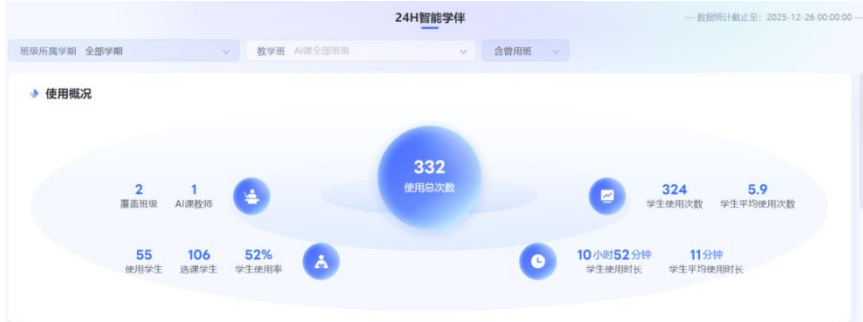 24H智能学伴
— 数据统计截止至：2025-12-26 00:00:00 —
班级所属学期 全部学期
教学班 AI课全部班级
含曾用班
使用概况
332
使用总次数
2 1
覆盖班级 AI课教师
324 5.9
学生使用次数 学生平均使用次数
55 106 52%
使用学生 选课学生 学生使用率
10小时52分钟 11分钟
学生使用时长 学生平均使用时长